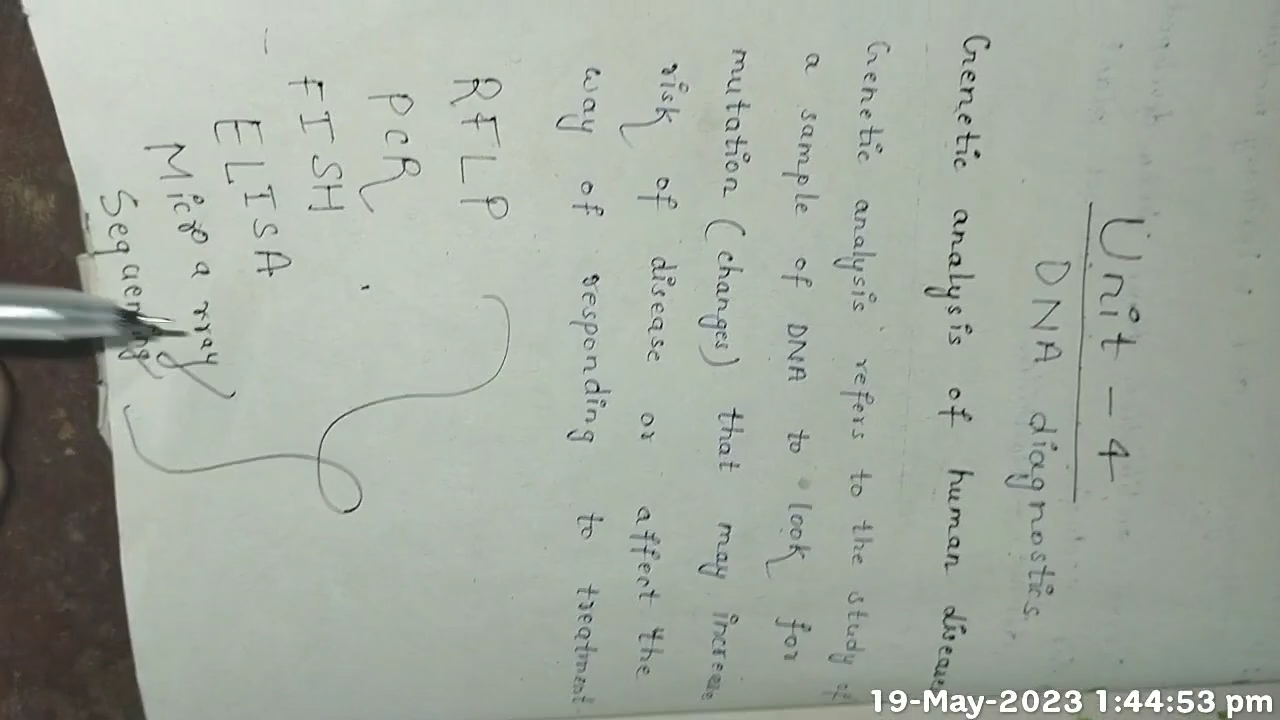 Unit - 4
DNA diagnostics.
Genetic analysis of human disease
Genetic analysis refers to the study of
a sample of DNA to look for
mutation (changes) that may increase
risk of disease or affect the
way of responding to treatment
RFLP
PCR
FISH
ELISA
Micro array
Sequencing
19-May-2023 1:44:53 pm